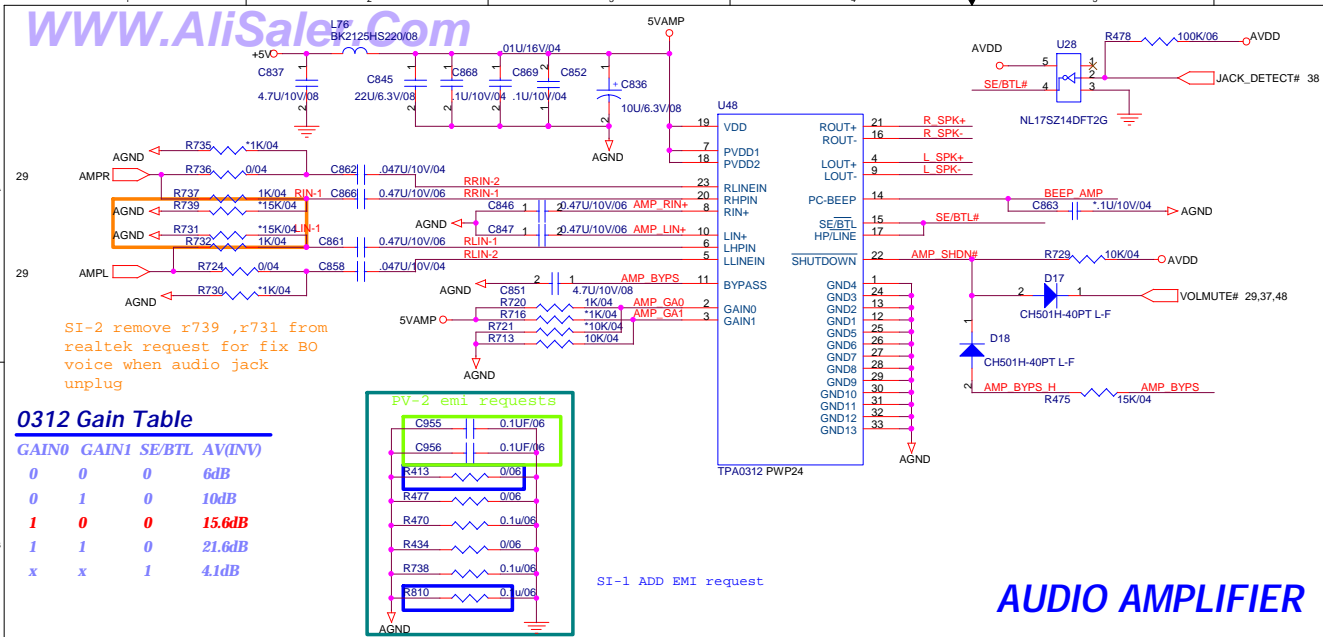 WWW.AliSaler.Com
L76
BK2125HS220/08
+5V
5VAMP
C837
4.7U/10V/08
C845
22U/6.3V/08
C868
.1U/10V/04
C869
.1U/10V/04
.01U/16V/04
C852
C836
10U/6.3V/08
AGND
AVDD
U28
R478
100K/06
AVDD
SE/BTL#
JACK_DETECT# 38
NL17SZ14DFT2G
U48
19 VDD
7 PVDD1
18 PVDD2
23 RLINEIN
20 RHPIN
8 RIN+
10 LIN+
6 LHPIN
5 LLINEIN
11 BYPASS
2 GAIN0
3 GAIN1
ROUT+ 21 R_SPK+
ROUT- 16 R_SPK-
LOUT+ 4 L_SPK+
LOUT- 9 L_SPK-
PC-BEEP 14 BEEP_AMP
SE/BTL 15 SE/BTL#
HP/LINE 17
SHUTDOWN 22 AMP_SHDN#
GND4 1
GND3 24
GND2 13
GND1 12
GND5 25
GND6 26
GND7 27
GND8 28
GND9 29
GND10 30
GND11 31
GND12 32
GND13 33
AGND
TPA0312 PWP24
C863
*.1U/10V/04
AGND
R729
10K/04
AVDD
D17
2 1
VOLMUTE# 29,37,48
CH501H-40PT L-F
D18
CH501H-40PT L-F
AMP_BYPS_H
R475
15K/04
AMP_BYPS
AGND
R735
*1K/04
29
AMPR
R736
0/04
C862
.047U/10V/04
RRIN-2
R737
1K/04
RIN-1
C866
0.47U/10V/06
RRIN-1
AGND
R739
*15K/04
AGND
R731
*15K/04
LIN-1
R732
1K/04
C861
0.47U/10V/06
RLIN-1
29
AMPL
R724
0/04
C858
.047U/10V/04
RLIN-2
AGND
R730
*1K/04
AGND
C846
0.47U/10V/06
AMP_RIN+
C847
0.47U/10V/06
AMP_LIN+
AGND
C851
4.7U/10V/08
AMP_BYPS
5VAMP
R720
1K/04
AMP_GA0
R716
*1K/04
AMP_GA1
R721
*10K/04
R713
10K/04
AGND
SI-2 remove r739 ,r731 from
realtek request for fix BO
voice when audio jack
unplug
0312 Gain Table
GAIN0 GAIN1 SE/BTL AV(INV)
0 0 0 6dB
0 1 0 10dB
1 0 0 15.6dB
1 1 0 21.6dB
x x 1 4.1dB
PV-2 emi requests
C955
0.1UF/06
C956
0.1UF/06
R413
0/06
R477
0/06
R470
0.1u/06
R434
0/06
R738
0.1u/06
R810
0.1u/06
AGND
SI-1 ADD EMI request
AUDIO AMPLIFIER